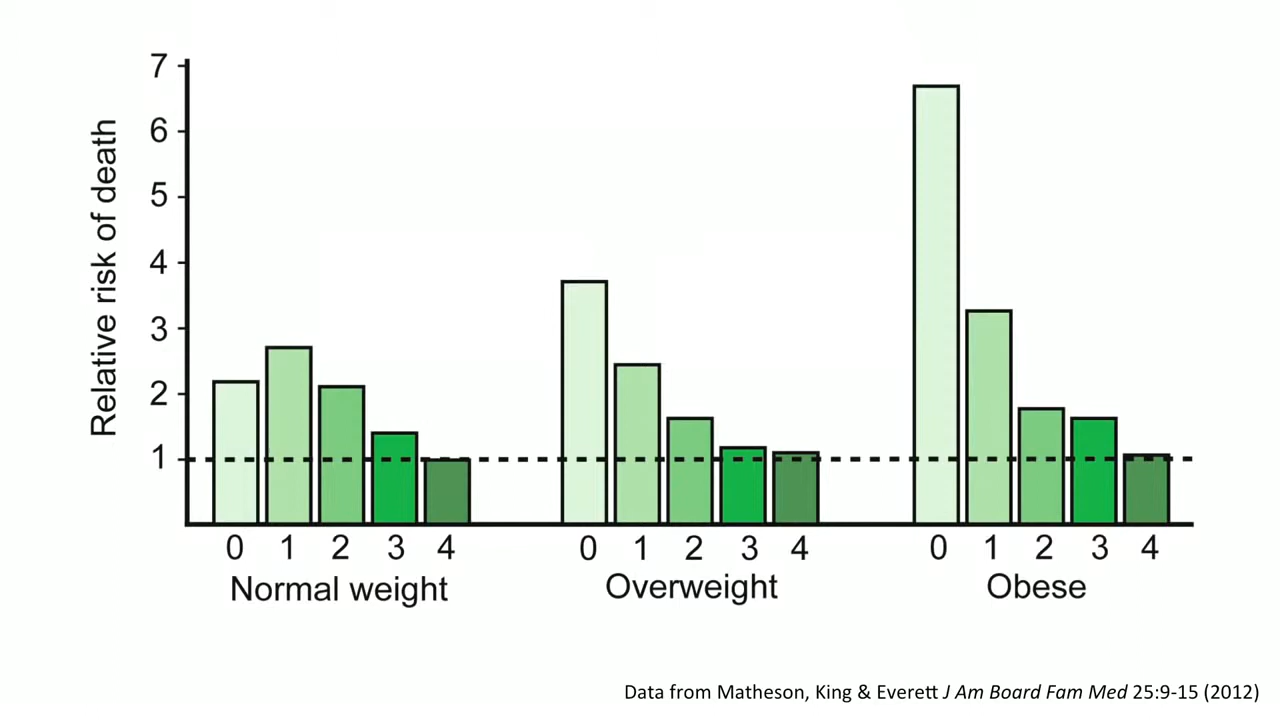 Relative risk of death
7
6
5
4
3
2
1
0 1 2 3 4
Normal weight
0 1 2 3 4
Overweight
0 1 2 3 4
Obese
Data from Matheson, King & Everett J Am Board Fam Med 25:9-15 (2012)